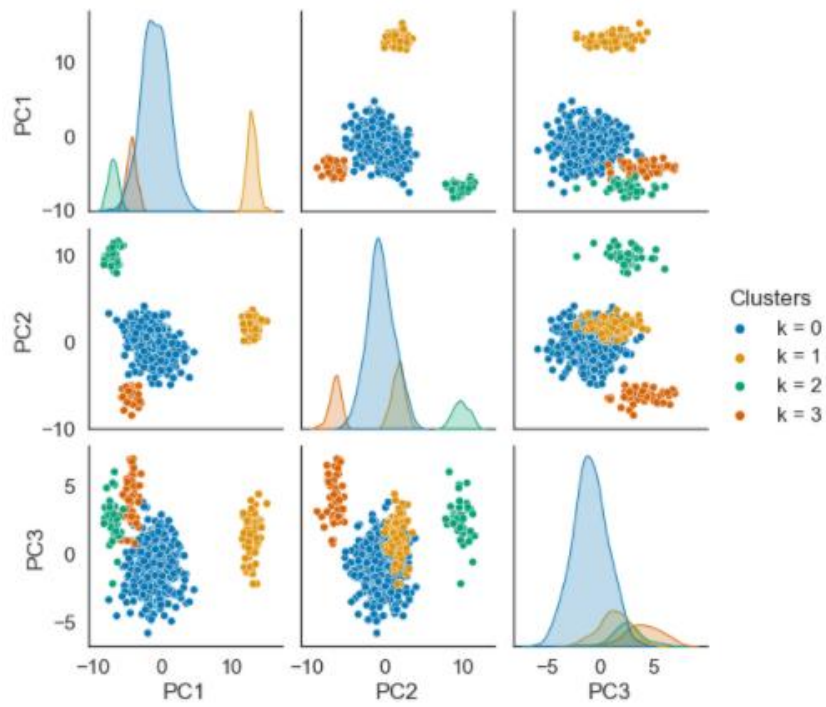 PC1
10
0
−10
PC2
10
0
−10
PC3
5
0
−5
−10 0 10
PC1
−10 0 10
PC2
−5 0 5
PC3
Clusters
k = 0
k = 1
k = 2
k = 3